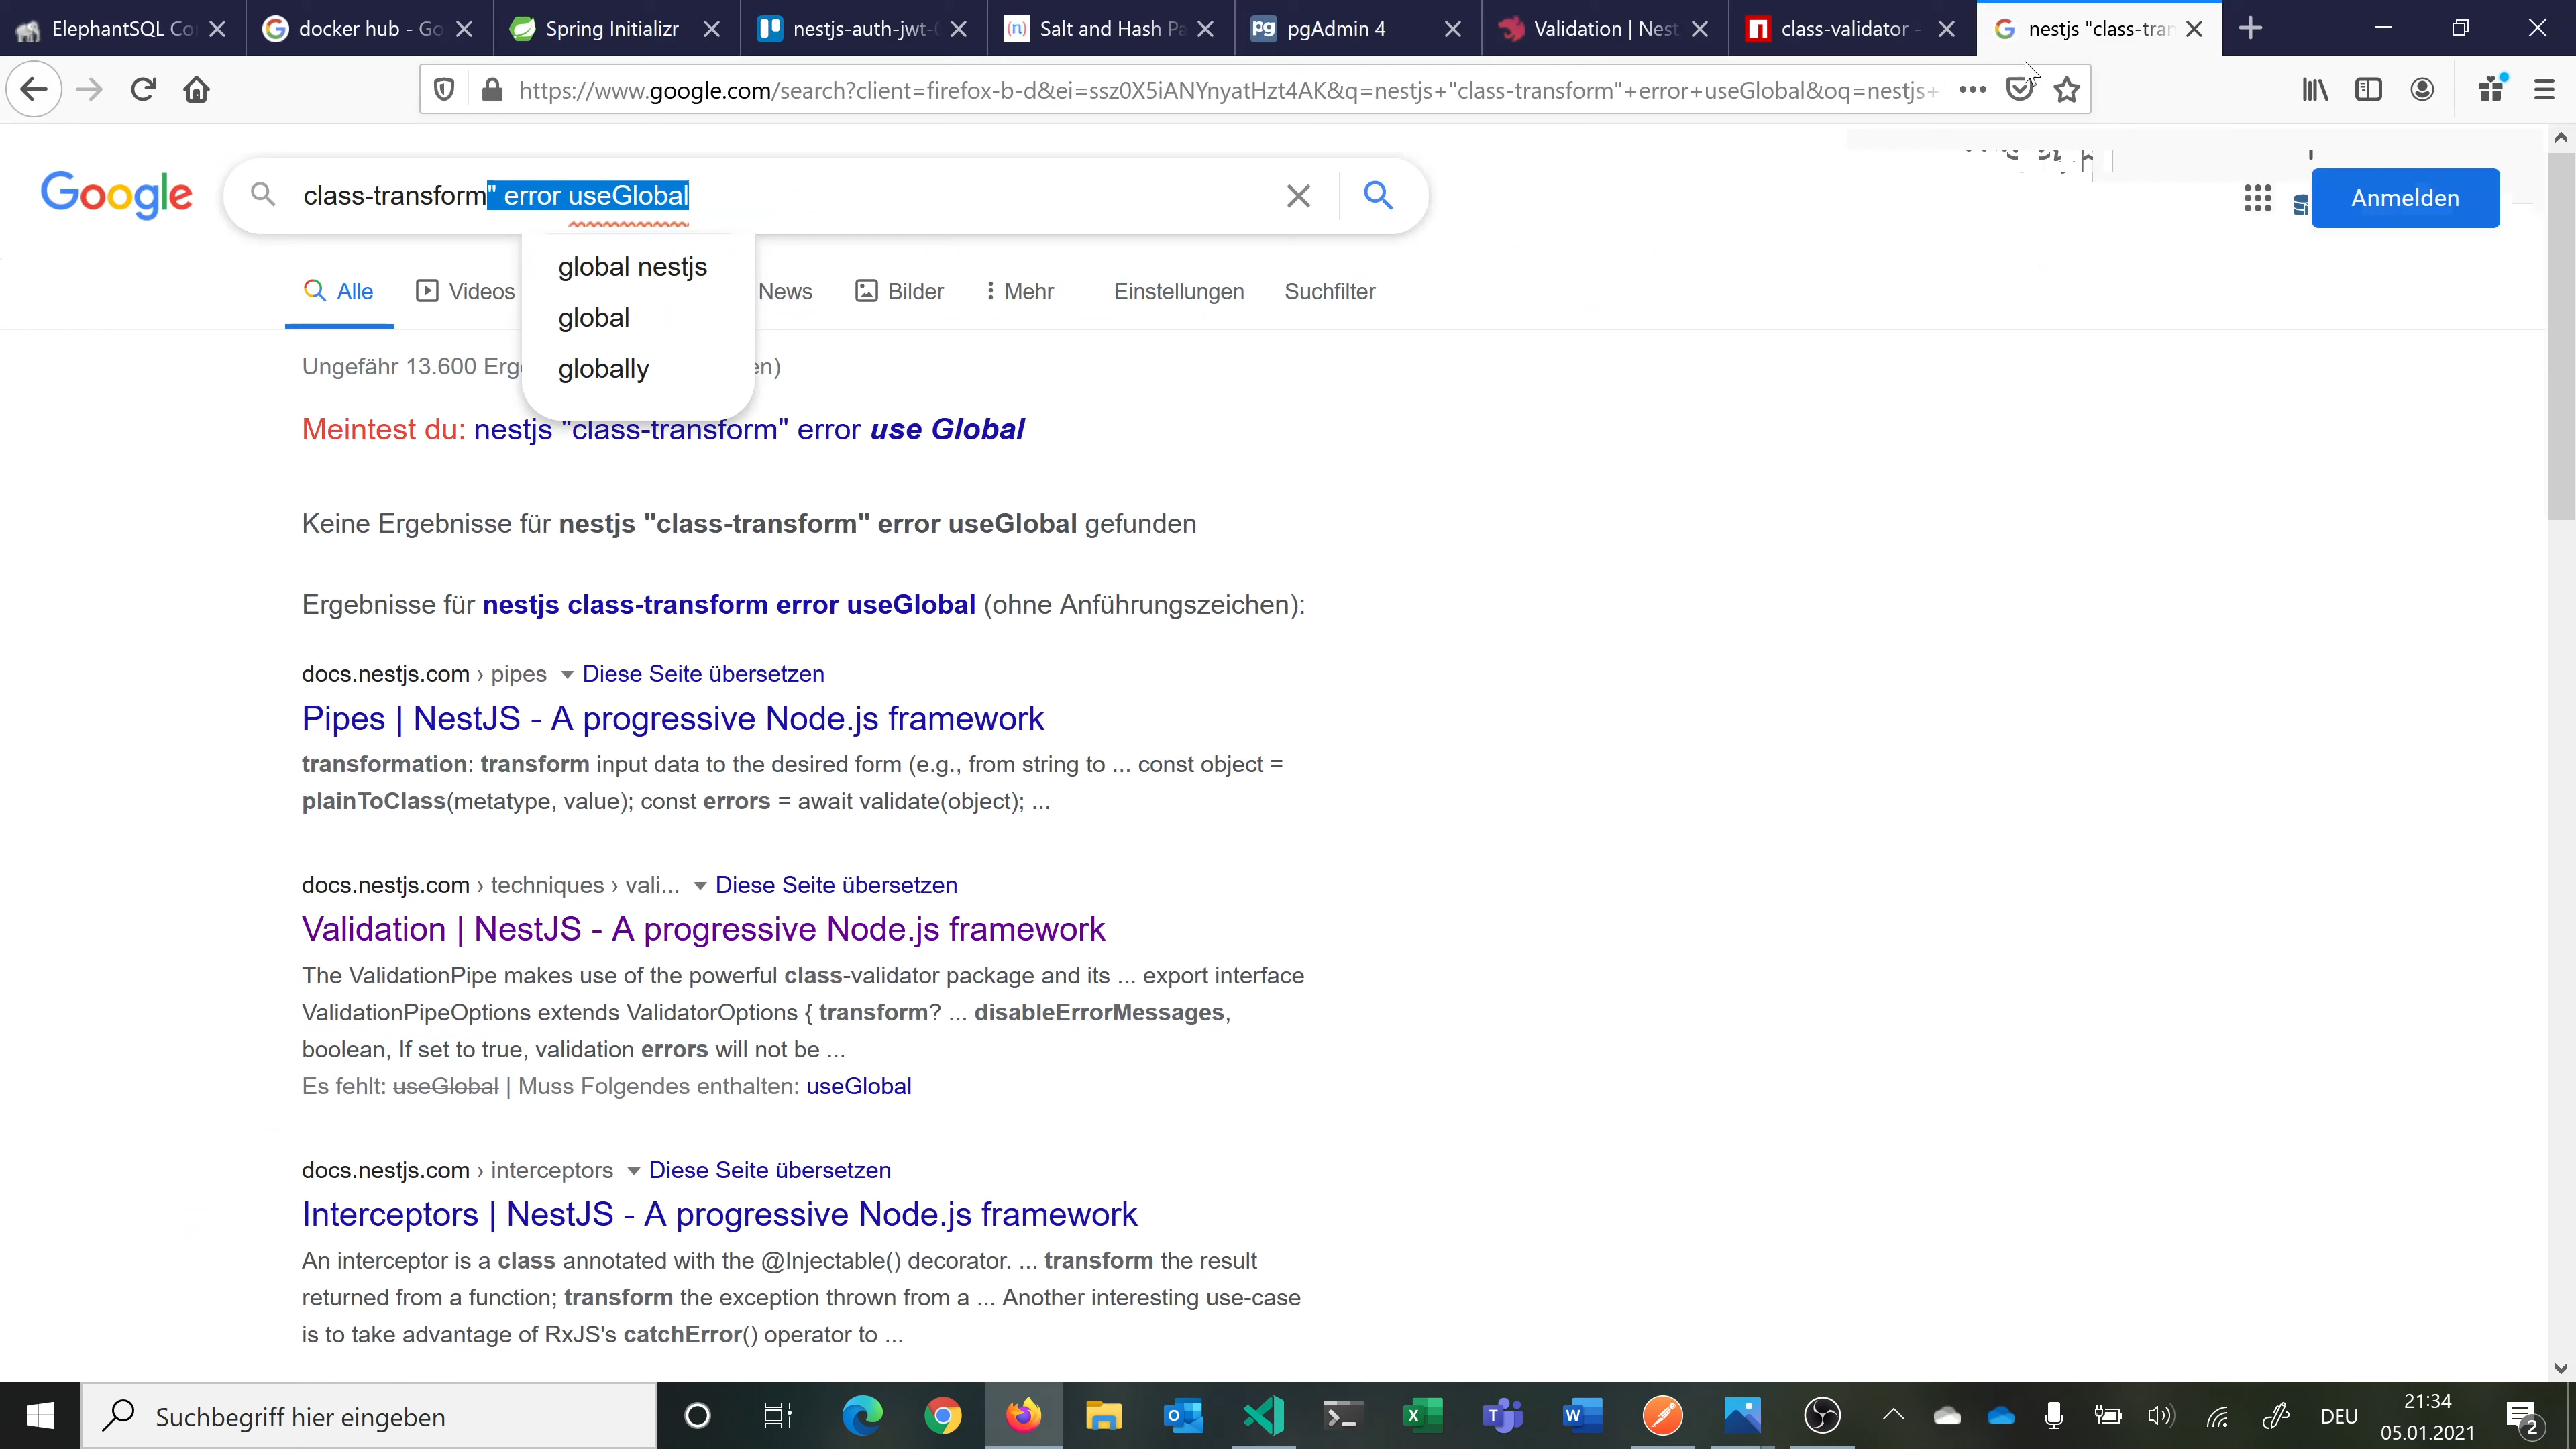 ElephantSQL Co
docker hub - Go
Spring Initializr
nestjs-auth-jwt-
Salt and Hash Pa
pgAdmin 4
Validation | Nest
class-validator -
nestjs "class-tran
https://www.google.com/search?client=firefox-b-d&ei=ssz0X5iANYnyatHzt4AK&q=nestjs+"class-transform"+error+useGlobal&oq=nestjs+
Google
class-transform" error useGlobal
Anmelden
global nestjs
global
globally
Alle
Videos
News
Bilder
Mehr
Einstellungen
Suchfilter
Ungefähr 13.600 Erg en)
Meintest du: nestjs "class-transform" error use Global
Keine Ergebnisse für nestjs "class-transform" error useGlobal gefunden
Ergebnisse für nestjs class-transform error useGlobal (ohne Anführungszeichen):
docs.nestjs.com › pipes Diese Seite übersetzen
Pipes | NestJS - A progressive Node.js framework
transformation: transform input data to the desired form (e.g., from string to ... const object =
plainToClass(metatype, value); const errors = await validate(object); ...
docs.nestjs.com › techniques › vali... Diese Seite übersetzen
Validation | NestJS - A progressive Node.js framework
The ValidationPipe makes use of the powerful class-validator package and its ... export interface
ValidationPipeOptions extends ValidatorOptions { transform? ... disableErrorMessages,
boolean, If set to true, validation errors will not be ...
Es fehlt: useGlobal | Muss Folgendes enthalten: useGlobal
docs.nestjs.com › interceptors Diese Seite übersetzen
Interceptors | NestJS - A progressive Node.js framework
An interceptor is a class annotated with the @Injectable() decorator. ... transform the result
returned from a function; transform the exception thrown from a ... Another interesting use-case
is to take advantage of RxJS's catchError() operator to ...
Suchbegriff hier eingeben
DEU
21:34
05.01.2021
2